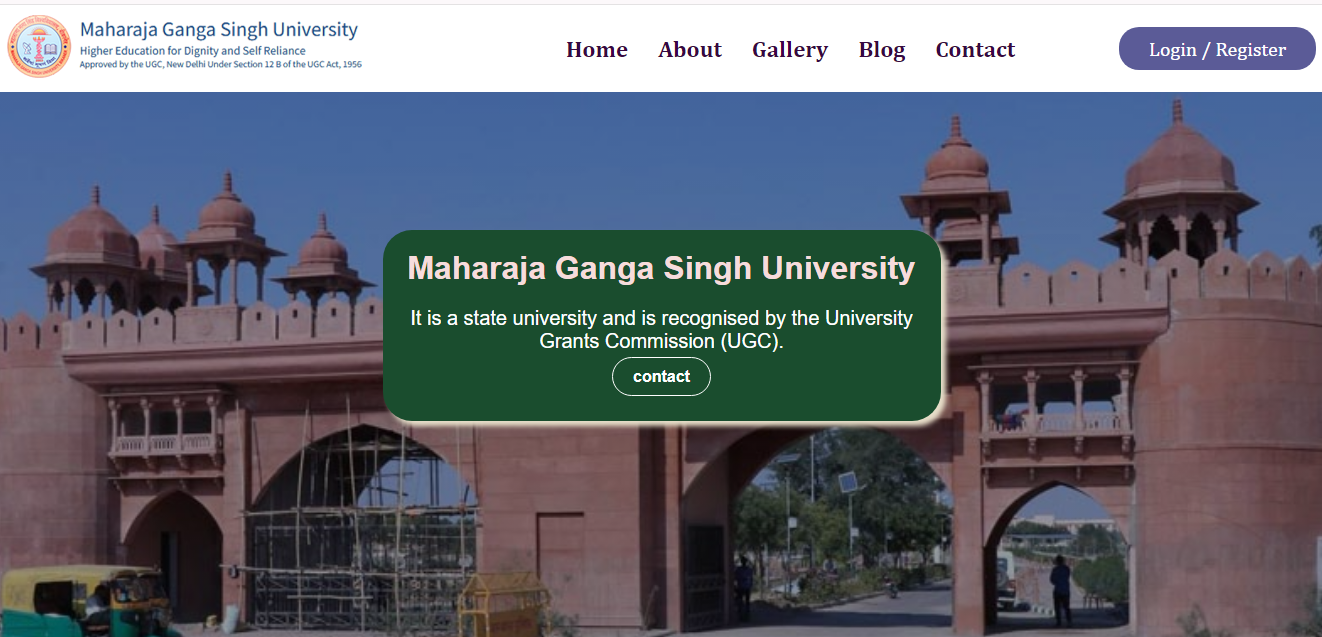 Maharaja Ganga Singh University
Higher Education for Dignity and Self Reliance
Approved by the UGC, New Delhi Under Section 12 B of the UGC Act, 1956
Home About Gallery Blog Contact
Login / Register
Maharaja Ganga Singh University
It is a state university and is recognised by the University
Grants Commission (UGC).
contact